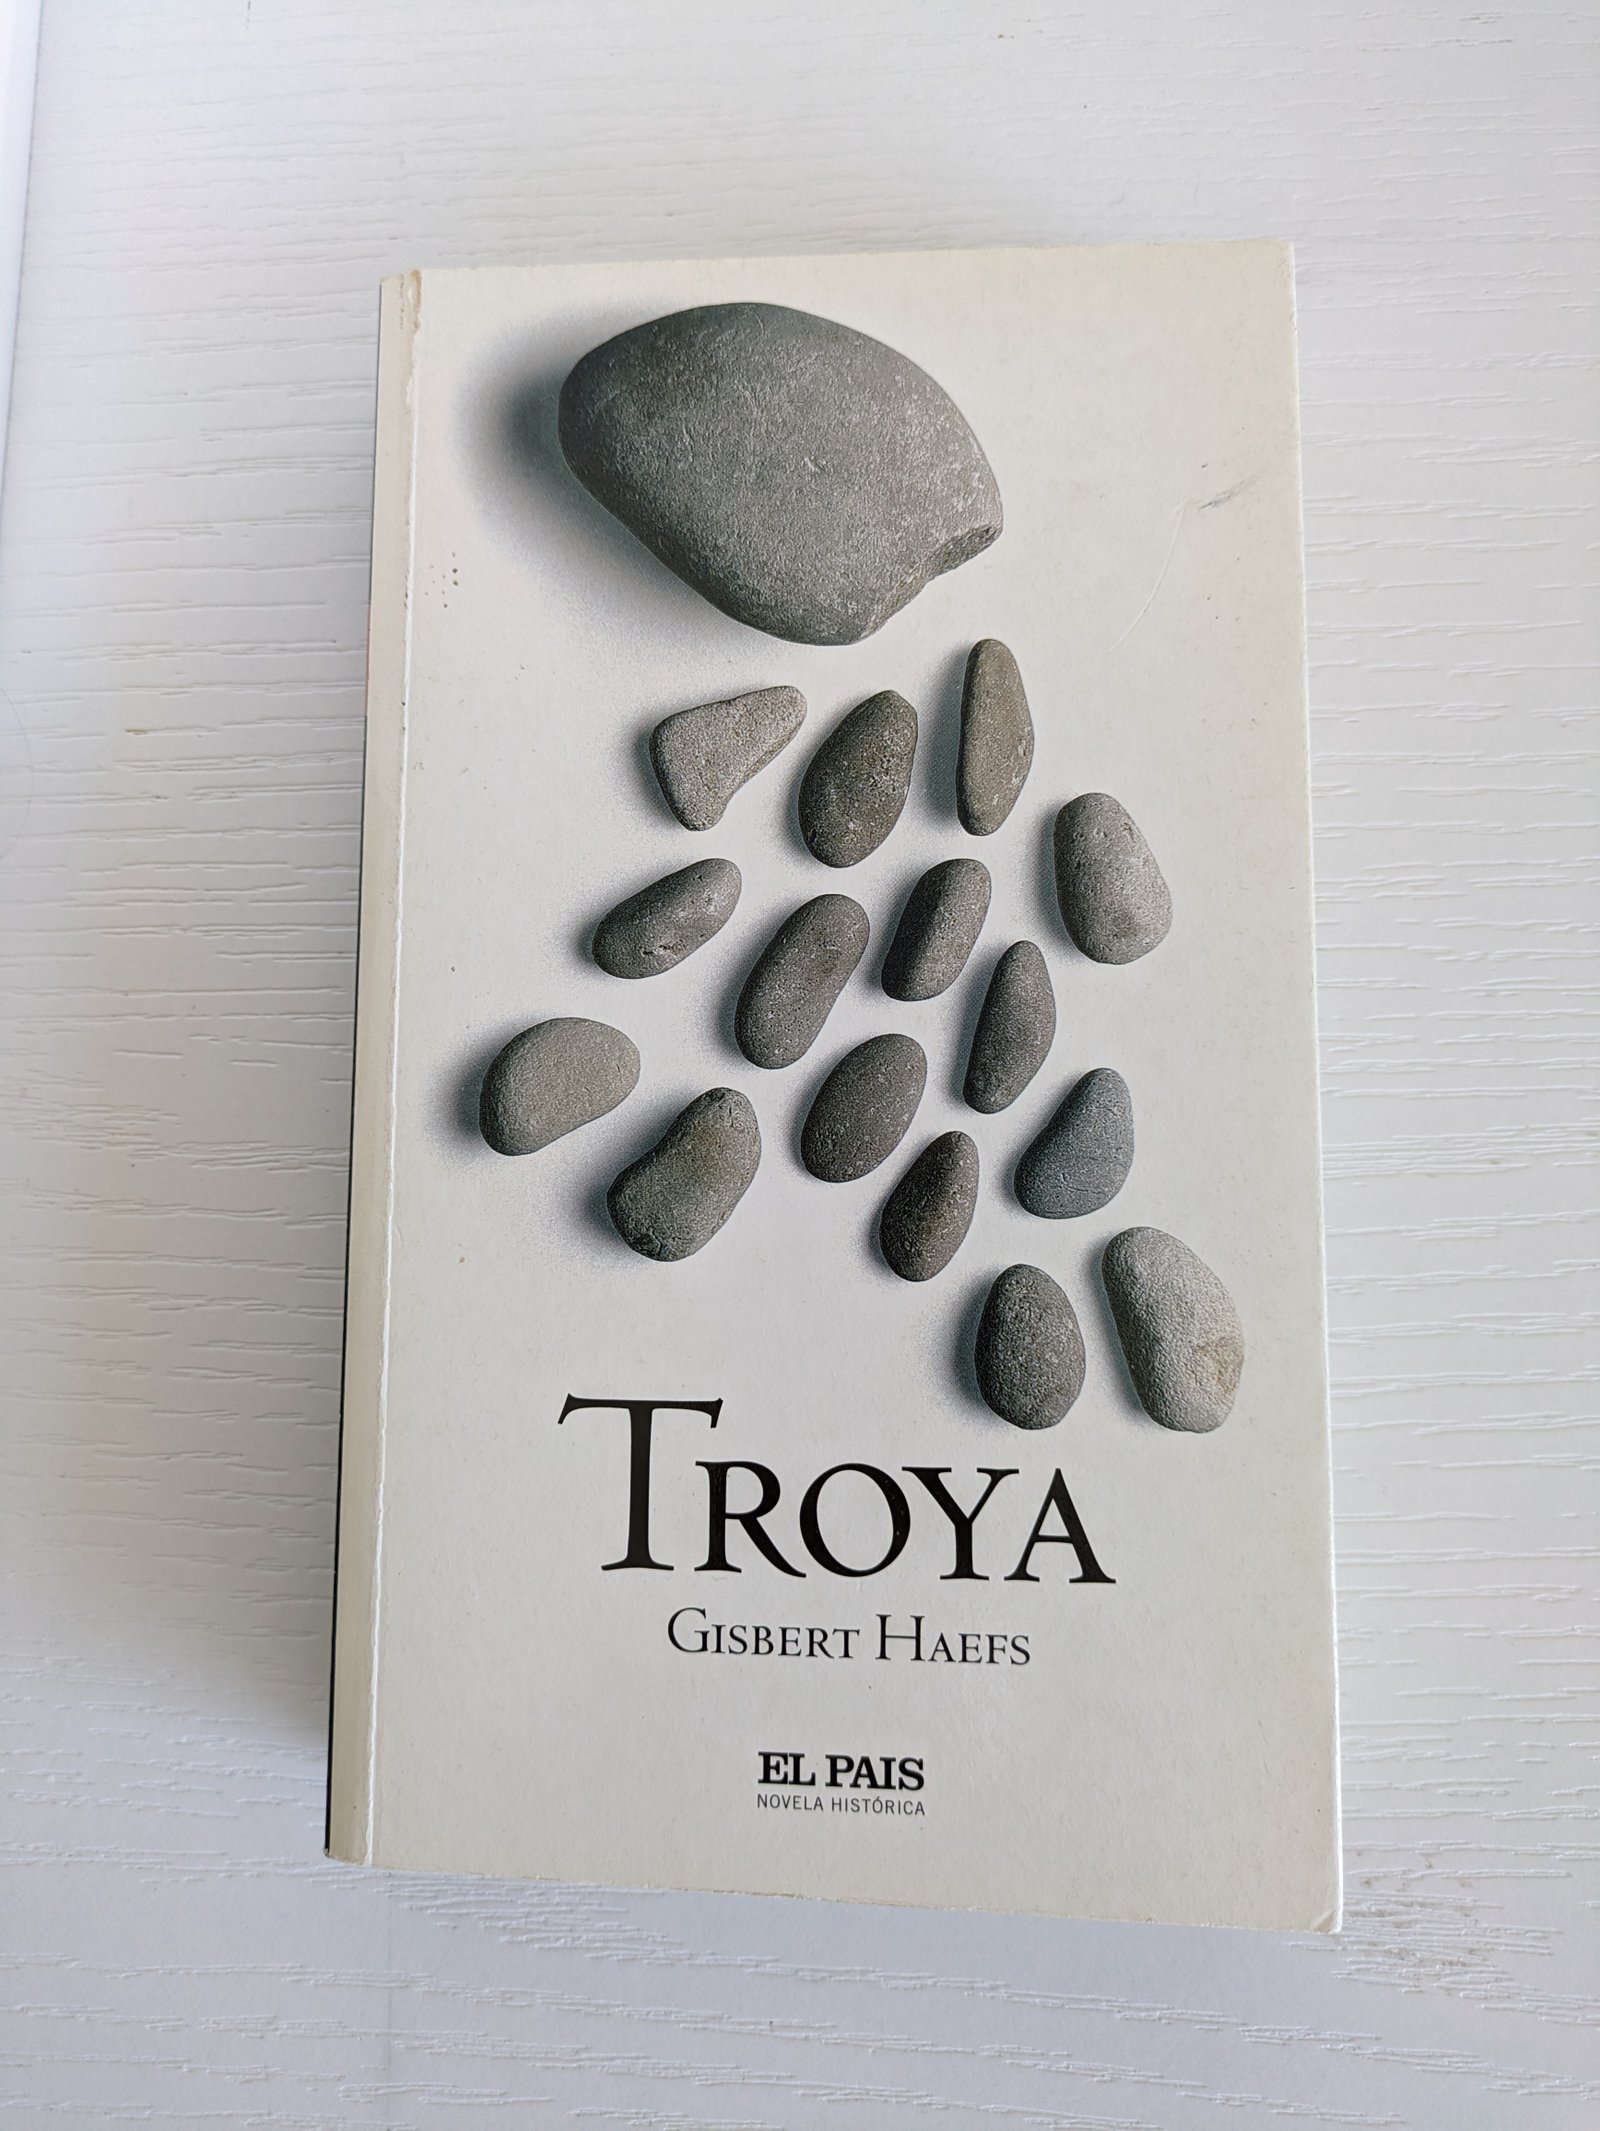 TROYA
GISBERT HAEFS
EL PAIS
NOVELA HISTÓRICA